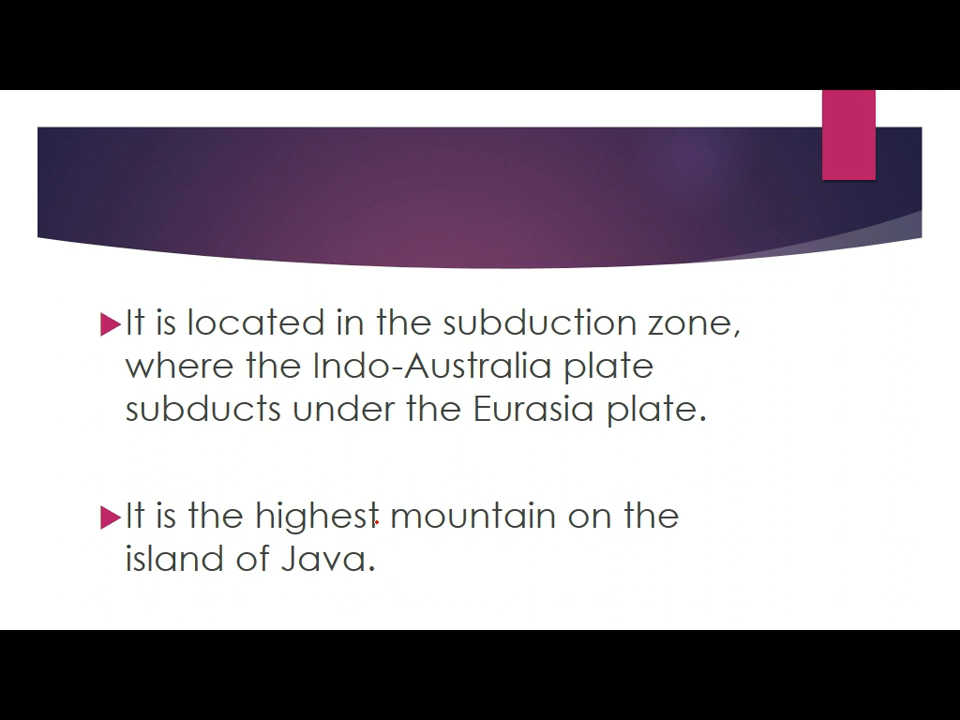 It is located in the subduction zone,
where the Indo-Australia plate
subducts under the Eurasia plate.
It is the highest mountain on the
island of Java.